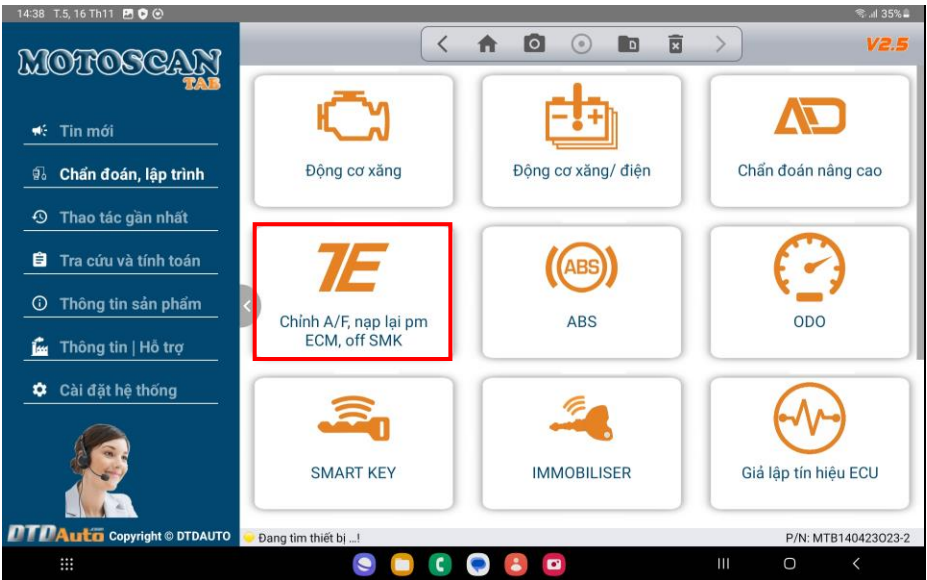 14:38 T.5, 16 Th11
35%
MOTOSCAN
TAB
V2.5
Tin mới
Chẩn đoán, lập trình
Thao tác gần nhất
Tra cứu và tính toán
Thông tin sản phẩm
Thông tin | Hỗ trợ
Cài đặt hệ thống
Động cơ xăng
Động cơ xăng/ điện
Chẩn đoán nâng cao
Chỉnh A/F, nạp lại pm
ECM, off SMK
ABS
ABS
ODO
SMART KEY
IMMOBILISER
Giả lập tín hiệu ECU
DTDAuto Copyright © DTDAUTO
Đang tìm thiết bị ...!
P/N: MTB140423O23-2